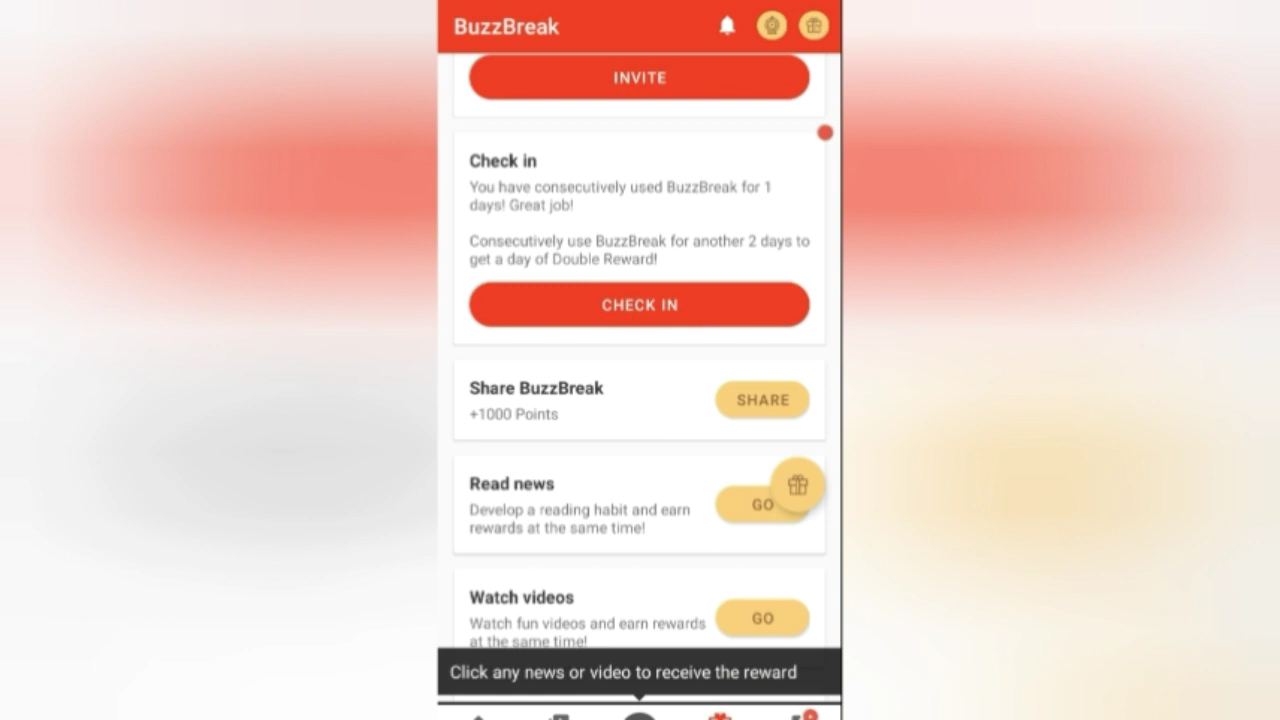 BuzzBreak
INVITE
Check in
You have consecutively used BuzzBreak for 1
days! Great job!
Consecutively use BuzzBreak for another 2 days to
get a day of Double Reward!
CHECK IN
Share BuzzBreak
+1000 Points
SHARE
Read news
Develop a reading habit and earn
rewards at the same time!
GO
Watch videos
Watch fun videos and earn rewards
at the same time!
GO
Click any news or video to receive the reward